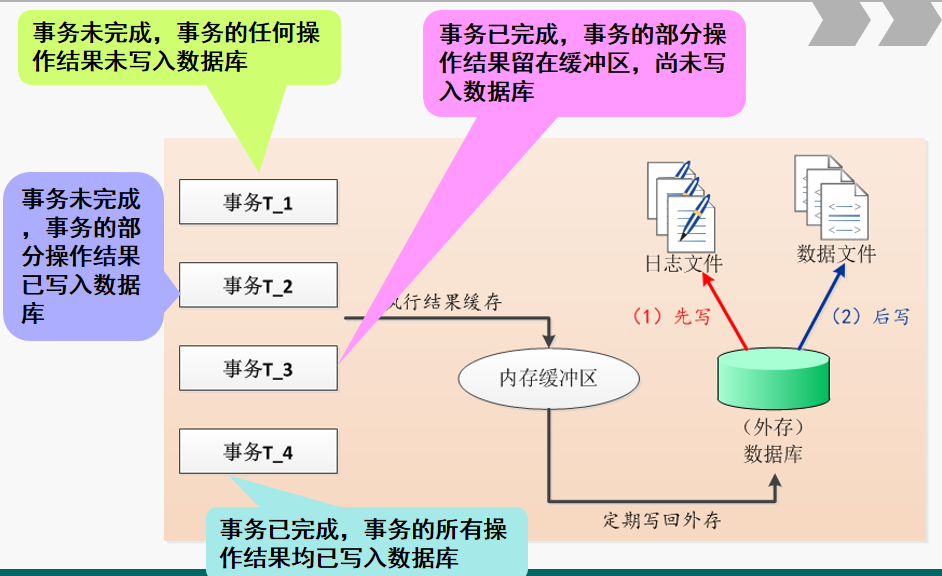 事务未完成，事务的任何操
作结果未写入数据库
事务已完成，事务的部分操
作结果留在缓冲区，尚未写
入数据库
事务未完成
，事务的部
分操作结果
已写入数据
库
事务T_1
事务T_2
事务T_3
事务T_4
行结果缓存
内存缓冲区
日志文件
数据文件
（1）先写
（2）后写
（外存）
数据库
定期写回外存
事务已完成，事务的所有操
作结果均已写入数据库